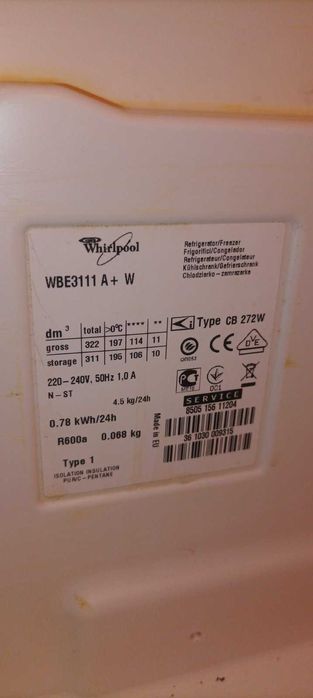 Whirlpool
Refrigerator/Freezer
Frigorifici/Congelador
Refrigerateur/Congelateur
Kühlschrank/Gefrierschrank
Chlodziarko - zamrazarka
WBE3111 A+ W
dm³ total >0°C **** **
gross 322 197 114 11
storage 311 195 106 10
Type CB 272W
CE
VDE
220-240V, 50Hz 1.0 A
N - ST
4.5 kg/24h
0.78 kWh/24h
R600a 0.068 kg
Type 1
ISOLATION INSULATION
PUR/C - PENTANE
Made in EU
SERVICE
8505 156 11204
36 1030 009315